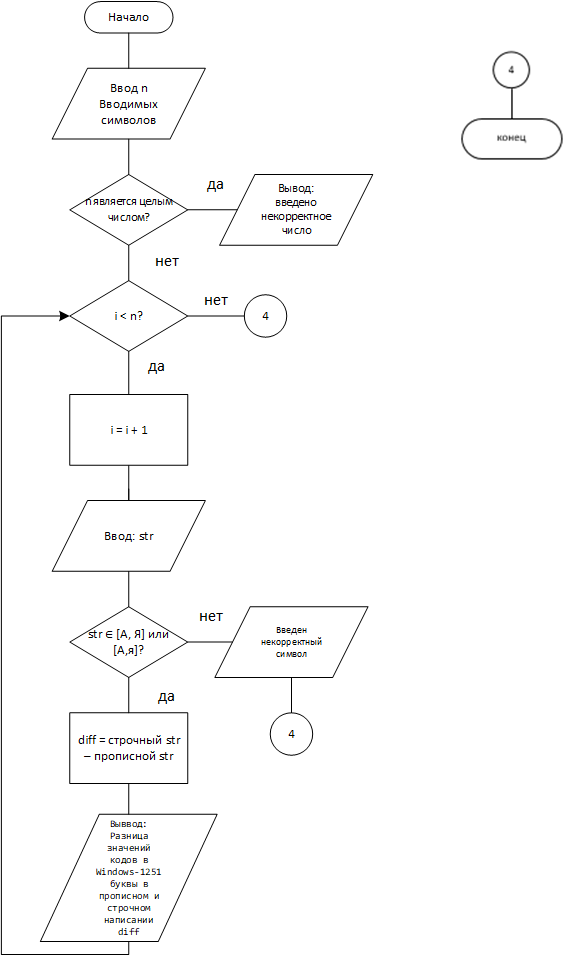 Начало
4
конец
Ввод n
Вводимых
символов
n является целым
числом?
да
Вывод:
введено
некорректное
число
нет
i < n?
нет
4
да
i = i + 1
Ввод: str
str ∈ [А, Я] или
[А,я]?
нет
Введен
некорректный
символ
4
да
diff = строчный str
– прописной str
Выввод:
Разница
значений
кодов в
Windows-1251
буквы в
прописном и
строчном
написании
diff